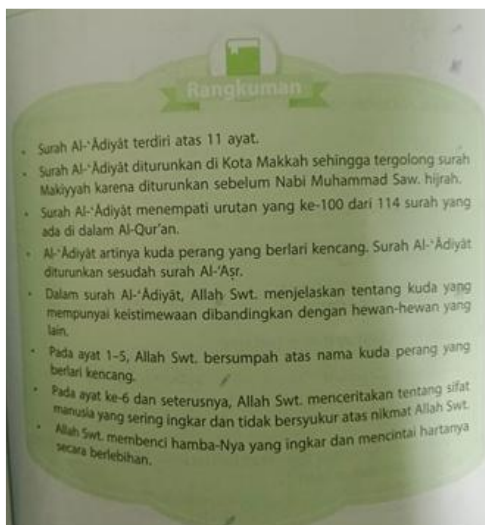 Rangkuman
• Surah Al-‘Ādiyāt terdiri atas 11 ayat.
• Surah Al-‘Ādiyāt diturunkan di Kota Makkah sehingga tergolong surah
Makiyyah karena diturunkan sebelum Nabi Muhammad Saw. hijrah.
• Surah Al-‘Ādiyāt menempati urutan yang ke-100 dari 114 surah yang
ada di dalam Al-Qur’an.
• Al-‘Ādiyāt artinya kuda perang yang berlari kencang. Surah Al-‘Ādiyāt
diturunkan sesudah surah Al-‘Aṣr.
• Dalam surah Al-‘Ādiyāt, Allah Swt. menjelaskan tentang kuda yang
mempunyai keistimewaan dibandingkan dengan hewan-hewan yang
lain.
• Pada ayat 1–5, Allah Swt. bersumpah atas nama kuda perang yang
berlari kencang.
• Pada ayat ke-6 dan seterusnya, Allah Swt. menceritakan tentang sifat
manusia yang sering ingkar dan tidak bersyukur atas nikmat Allah Swt.
• Allah Swt. membenci hamba-Nya yang ingkar dan mencintai hartanya
secara berlebihan.